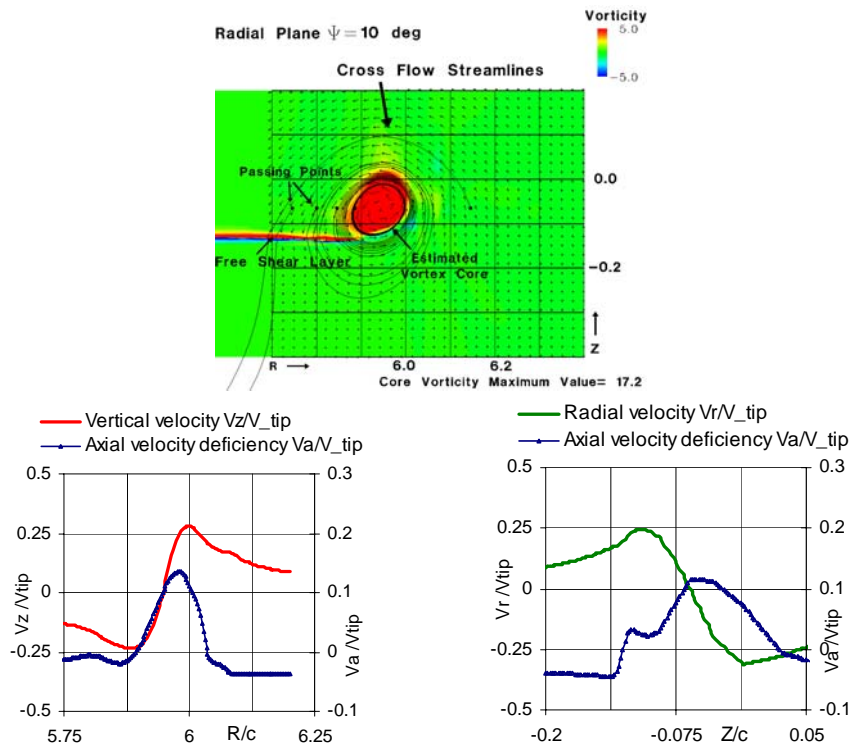 Vorticity
Radial Plane Ψ = 10 deg
5.0
-5.0
Cross Flow Streamlines
Passing Points
0.0
Free Shear Layer
Estimated
Vortex Core
-0.2
Z
R
6.0
6.2
Core Vorticity Maximum Value= 17.2
Vertical velocity Vz/V_tip
Axial velocity deficiency Va/V_tip
0.5
0.25
0
-0.25
-0.5
Vz /Vtip
0.3
0.2
0.1
0
-0.1
Va /Vtip
5.75
6
R/c
6.25
Radial velocity Vr/V_tip
Axial velocity deficiency Va/V_tip
0.5
0.25
0
-0.25
-0.5
Vr /Vtip
0.3
0.2
0.1
0
-0.1
Va /Vtip
-0.2
-0.075
Z/c
0.05